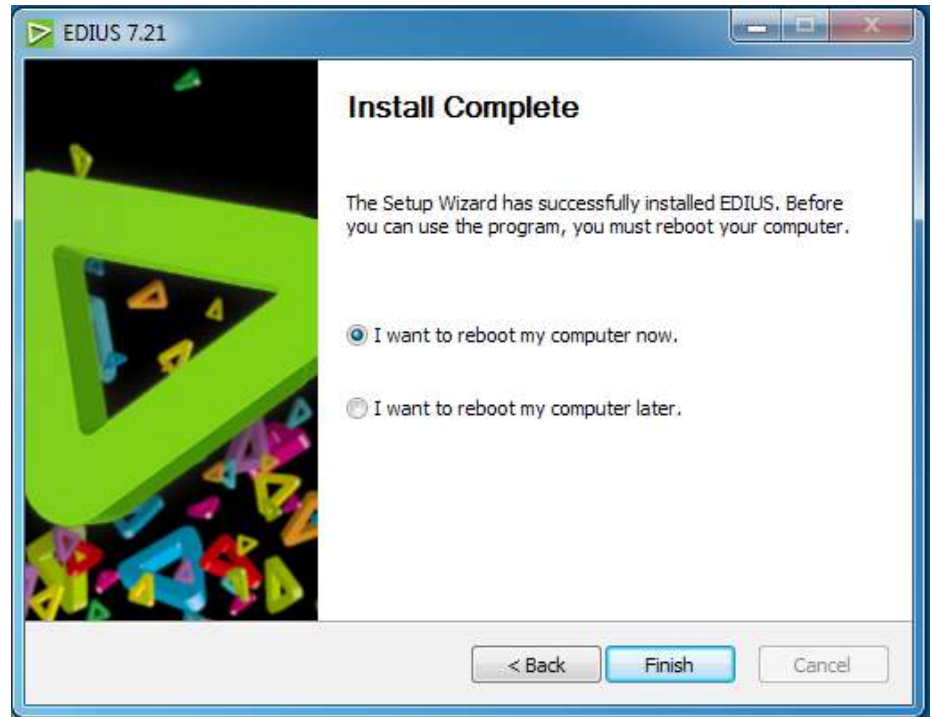 EDIUS 7.21
Install Complete
The Setup Wizard has successfully installed EDIUS. Before
you can use the program, you must reboot your computer.
I want to reboot my computer now.
I want to reboot my computer later.
< Back
Finish
Cancel